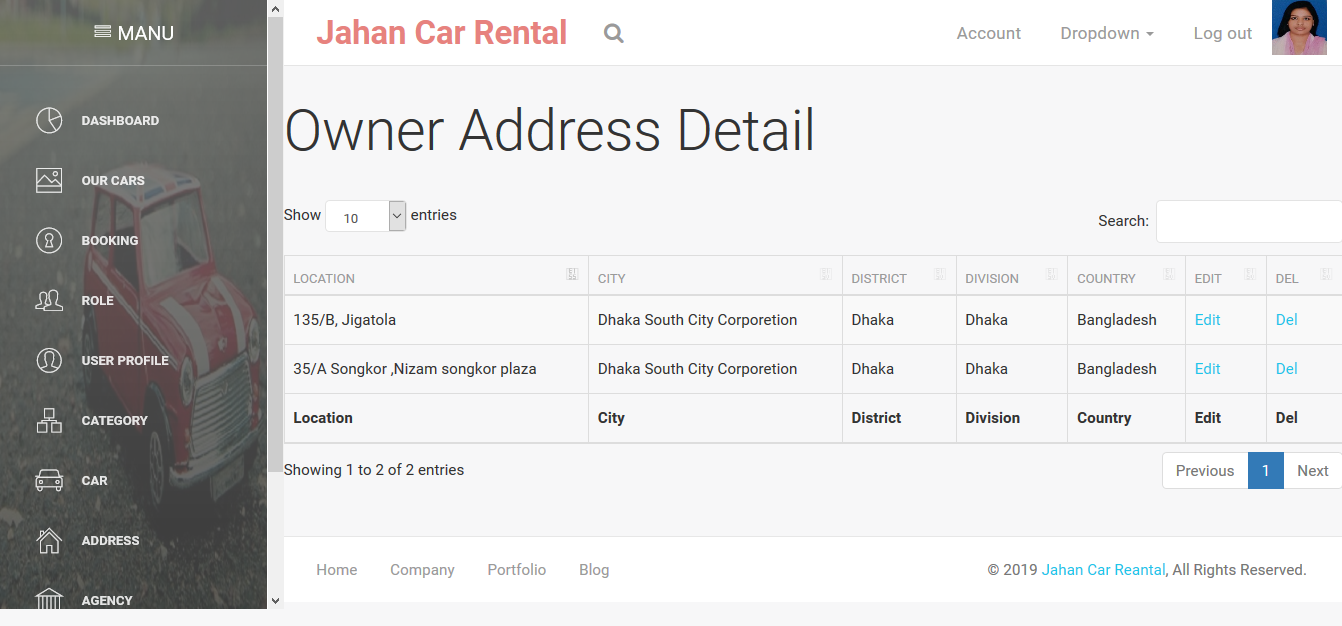 MANU
DASHBOARD
OUR CARS
BOOKING
ROLE
USER PROFILE
CATEGORY
CAR
ADDRESS
AGENCY
Jahan Car Rental
Account Dropdown Log out
Owner Address Detail
Show 10 entries
Search:
LOCATION CITY DISTRICT DIVISION COUNTRY EDIT DEL
135/B, Jigatola Dhaka South City Corporetion Dhaka Dhaka Bangladesh Edit Del
35/A Songkor ,Nizam songkor plaza Dhaka South City Corporetion Dhaka Dhaka Bangladesh Edit Del
Location City District Division Country Edit Del
Showing 1 to 2 of 2 entries
Previous 1 Next
Home Company Portfolio Blog
© 2019 Jahan Car Reantal, All Rights Reserved.